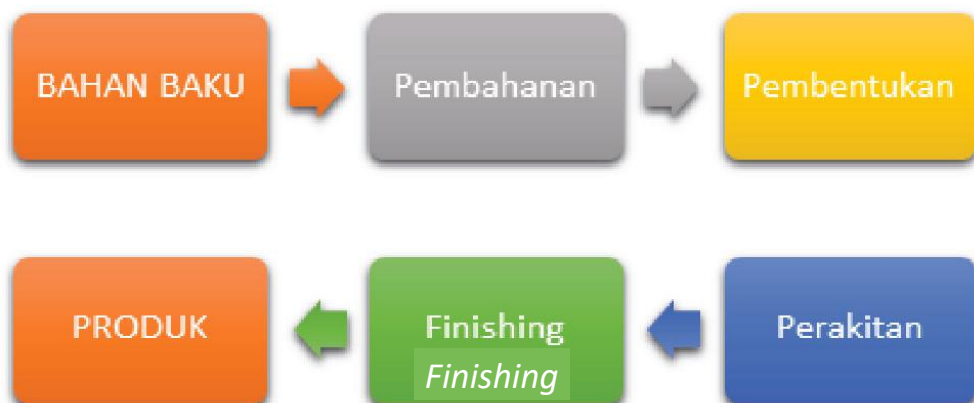 BAHAN BAKU
Pembahanan
Pembentukan
PRODUK
Finishing
Finishing
Perakitan